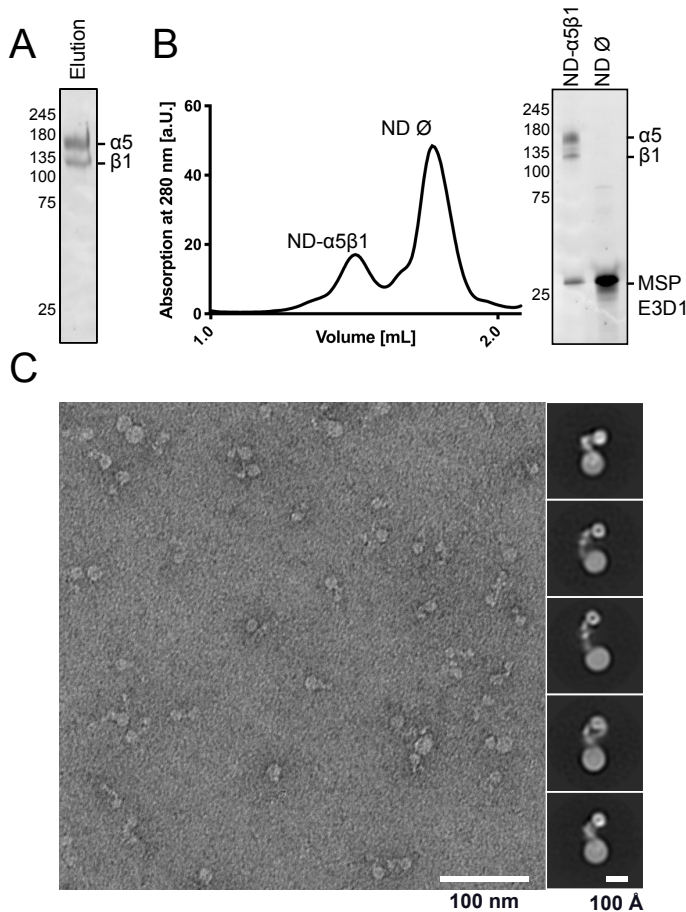 A
Elution
245
180
135
100
75
25
α5
β1
B
Absorption at 280 nm [a.U.]
60
40
20
0
ND-α5β1
ND Ø
1.0
Volume [mL]
2.0
ND-α5β1
ND Ø
245
180
135
100
75
25
α5
β1
MSP
E3D1
C
100 nm
100 Å